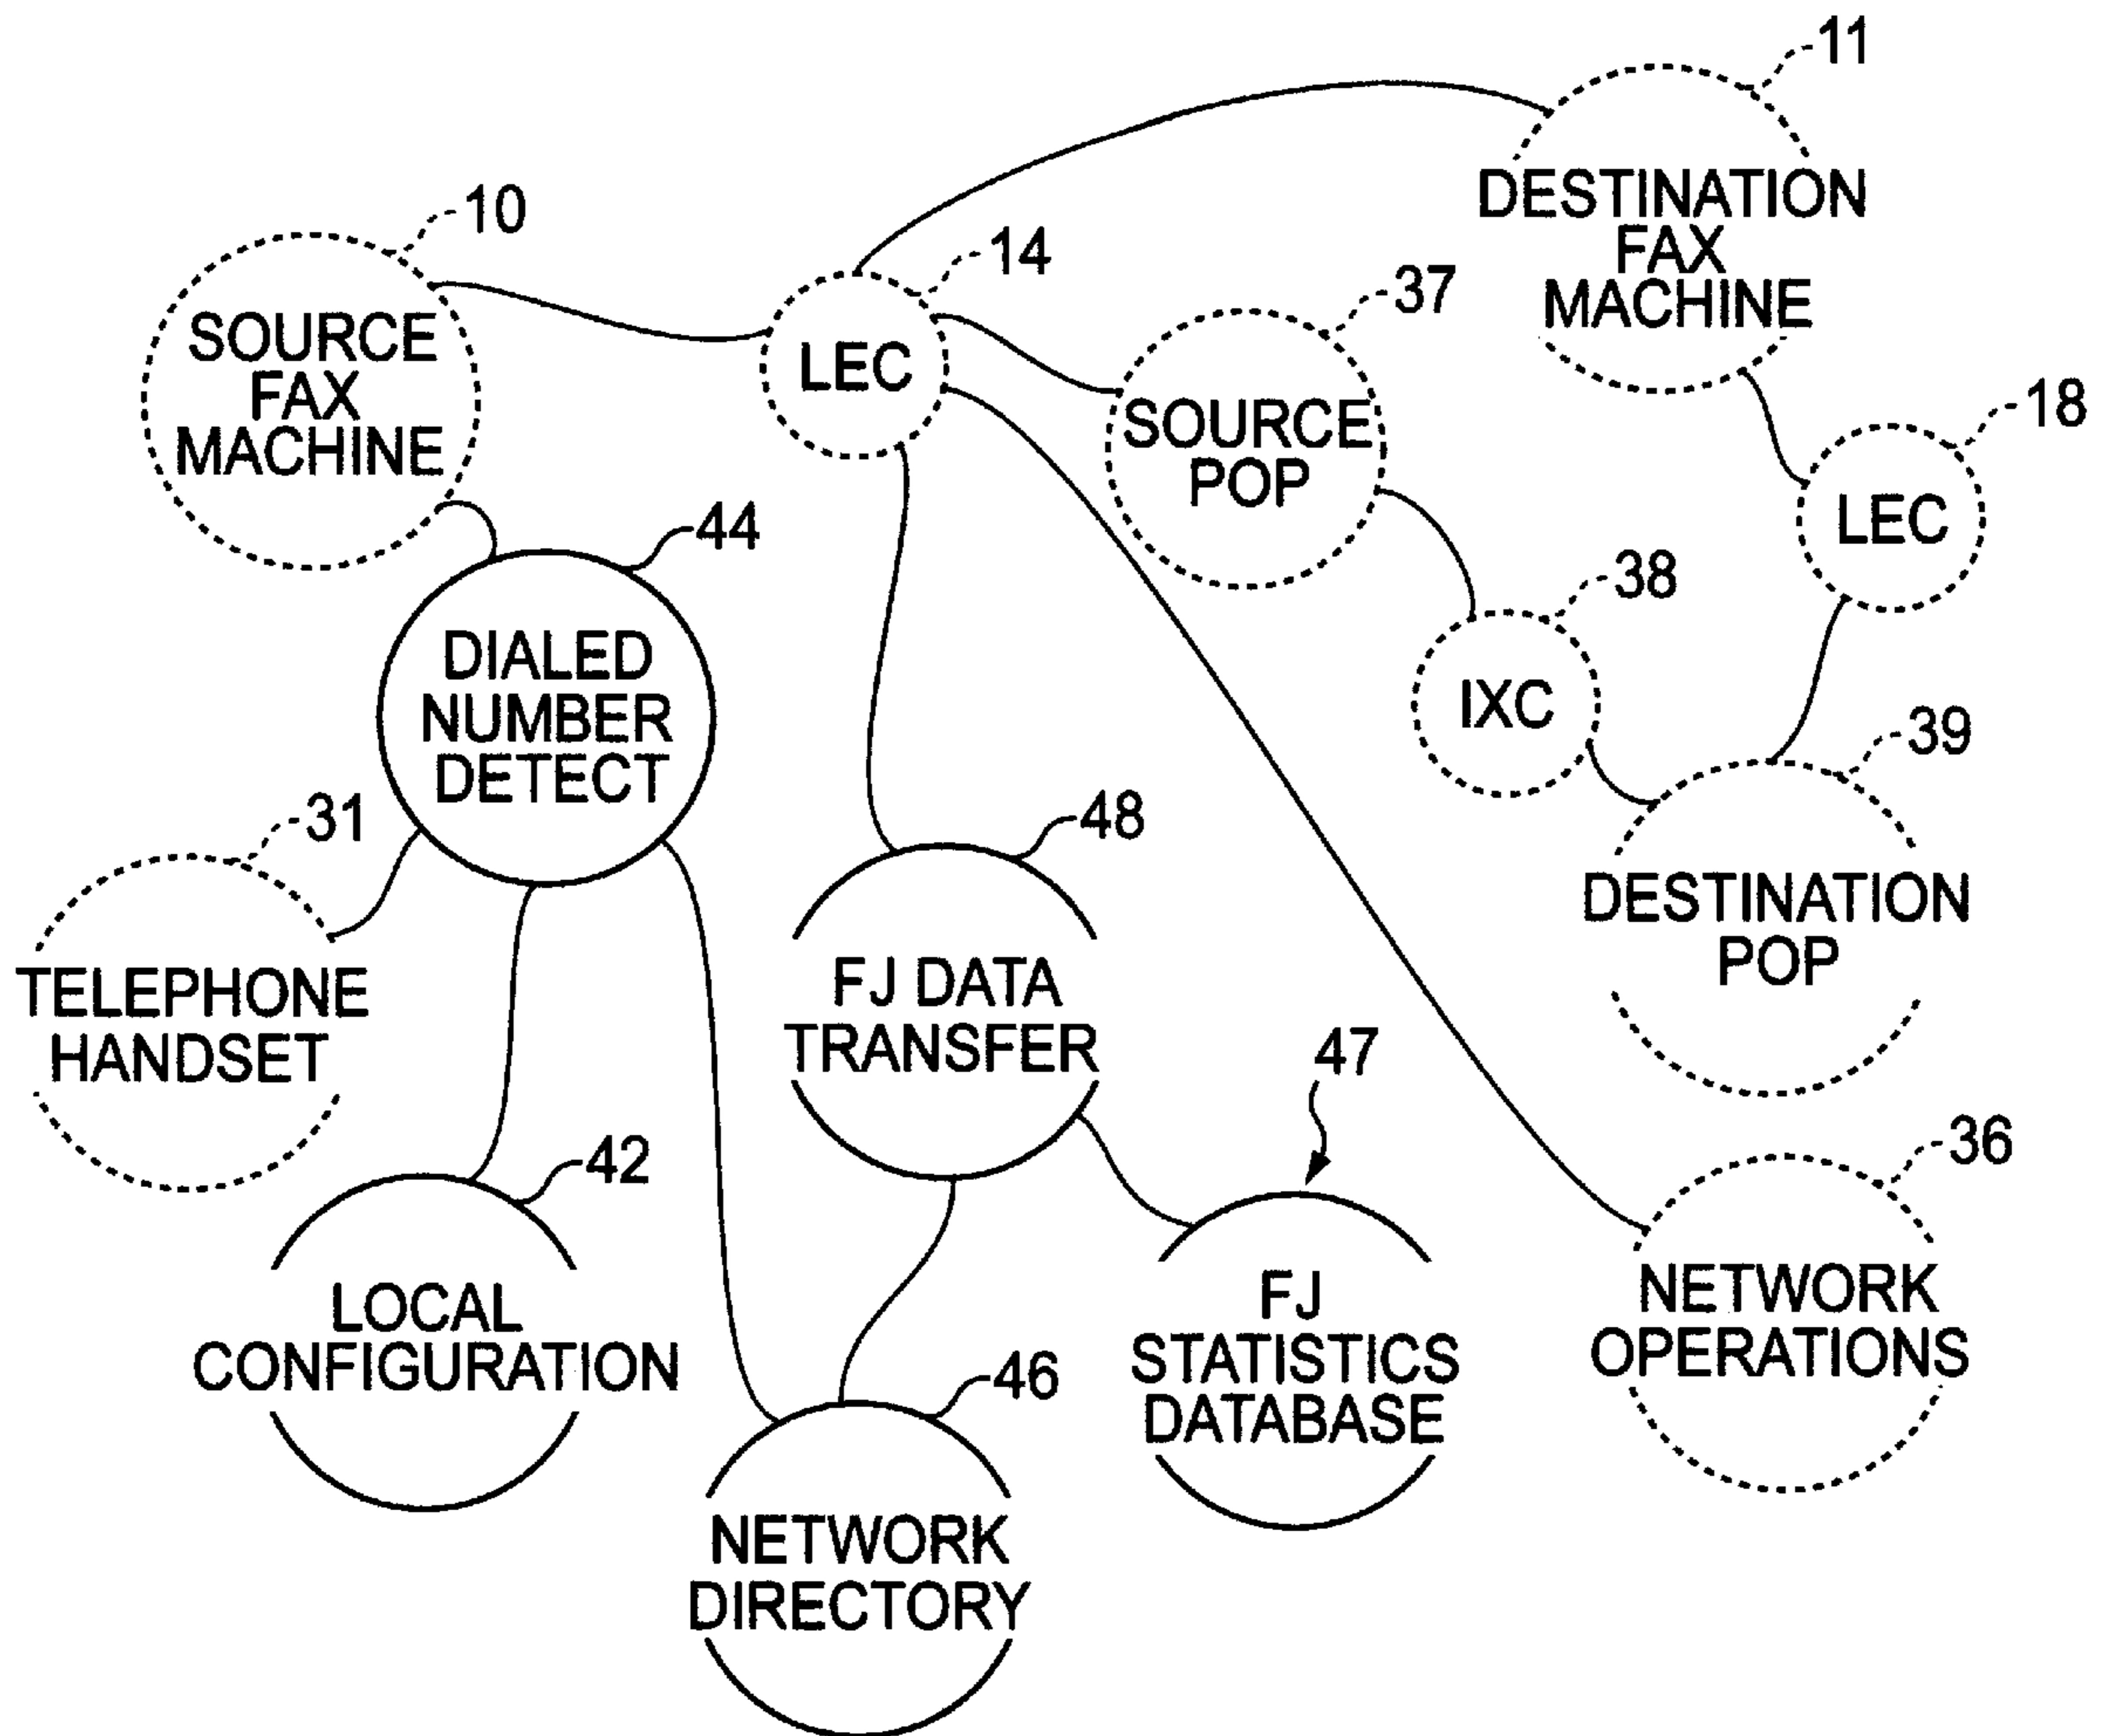 11
DESTINATION
FAX
MACHINE
10
SOURCE
FAX
MACHINE
14
LEC
37
SOURCE
POP
18
LEC
38
IXC
39
DESTINATION
POP
44
DIALED
NUMBER
DETECT
31
TELEPHONE
HANDSET
48
FJ DATA
TRANSFER
47
FJ
STATISTICS
DATABASE
36
NETWORK
OPERATIONS
42
LOCAL
CONFIGURATION
46
NETWORK
DIRECTORY